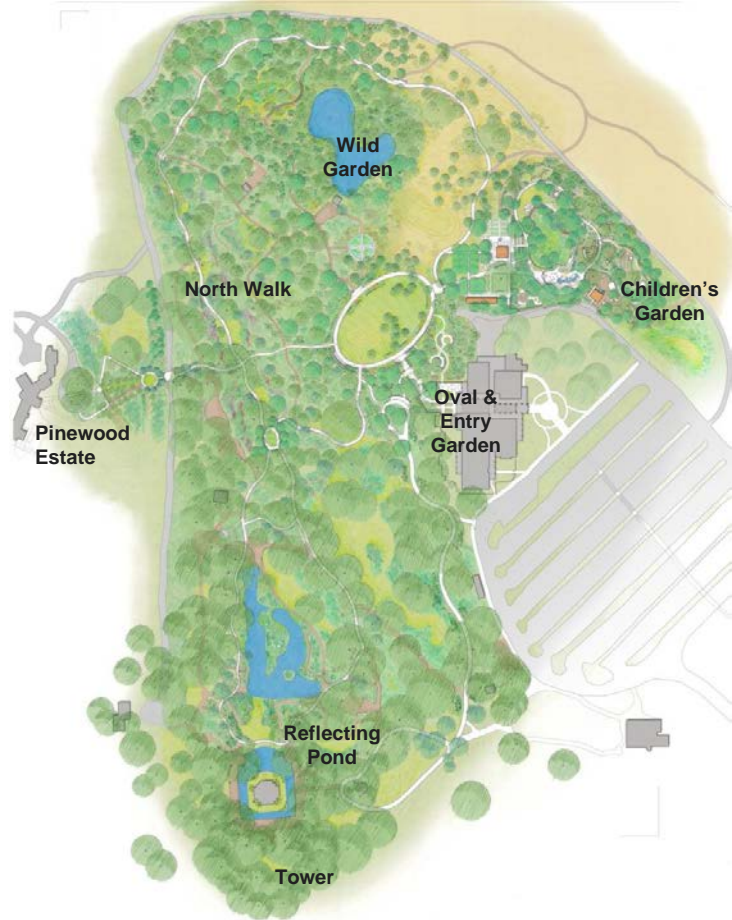 Wild
Garden
North Walk
Children's
Garden
Oval &
Entry
Garden
Pinewood
Estate
Reflecting
Pond
Tower